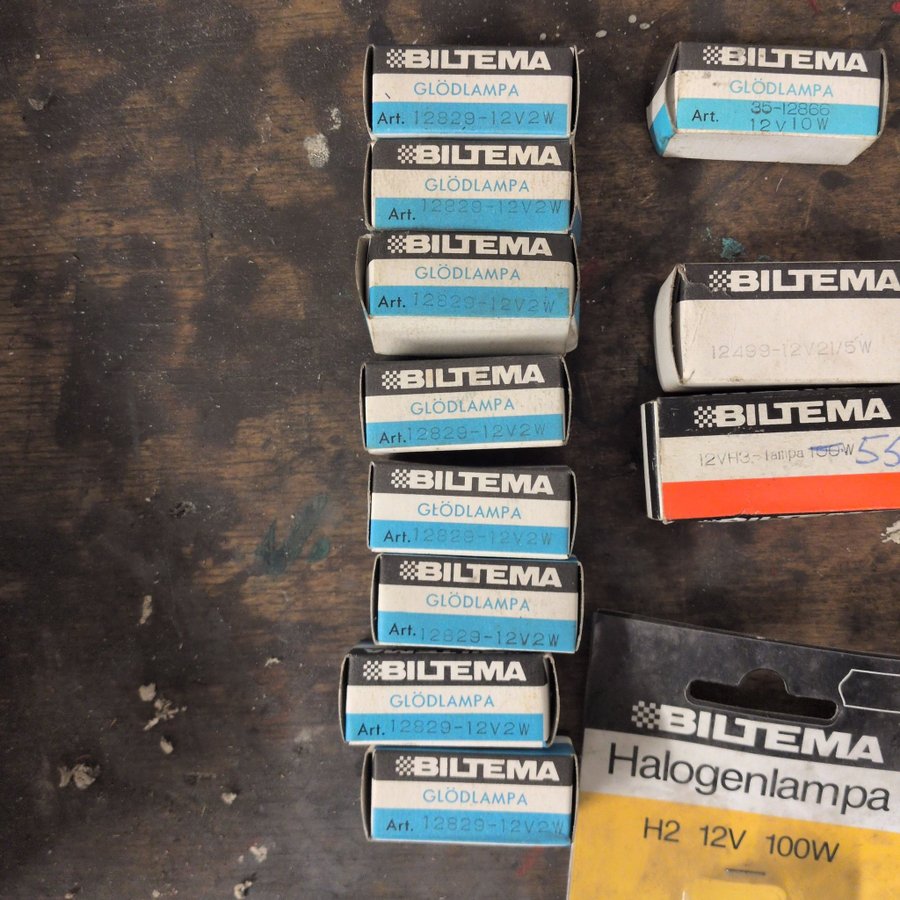 BILTEMA
GLÖDLAMPA
Art. 12829-12V2W
BILTEMA
GLÖDLAMPA
Art. 12829-12V2W
BILTEMA
GLÖDLAMPA
Art. 12829-12V2W
BILTEMA
GLÖDLAMPA
Art. 12829-12V2W
BILTEMA
GLÖDLAMPA
Art. 12829-12V2W
BILTEMA
GLÖDLAMPA
Art. 12829-12V2W
BILTEMA
GLÖDLAMPA
Art. 12829-12V2W
BILTEMA
GLÖDLAMPA
Art. 12829-12V2W
BILTEMA
GLÖDLAMPA
35-12866
Art. 12V10W
BILTEMA
12499-12V21/5W
BILTEMA
12VH3-lampa 100W 55
BILTEMA
Halogenlampa
H2 12V 100W